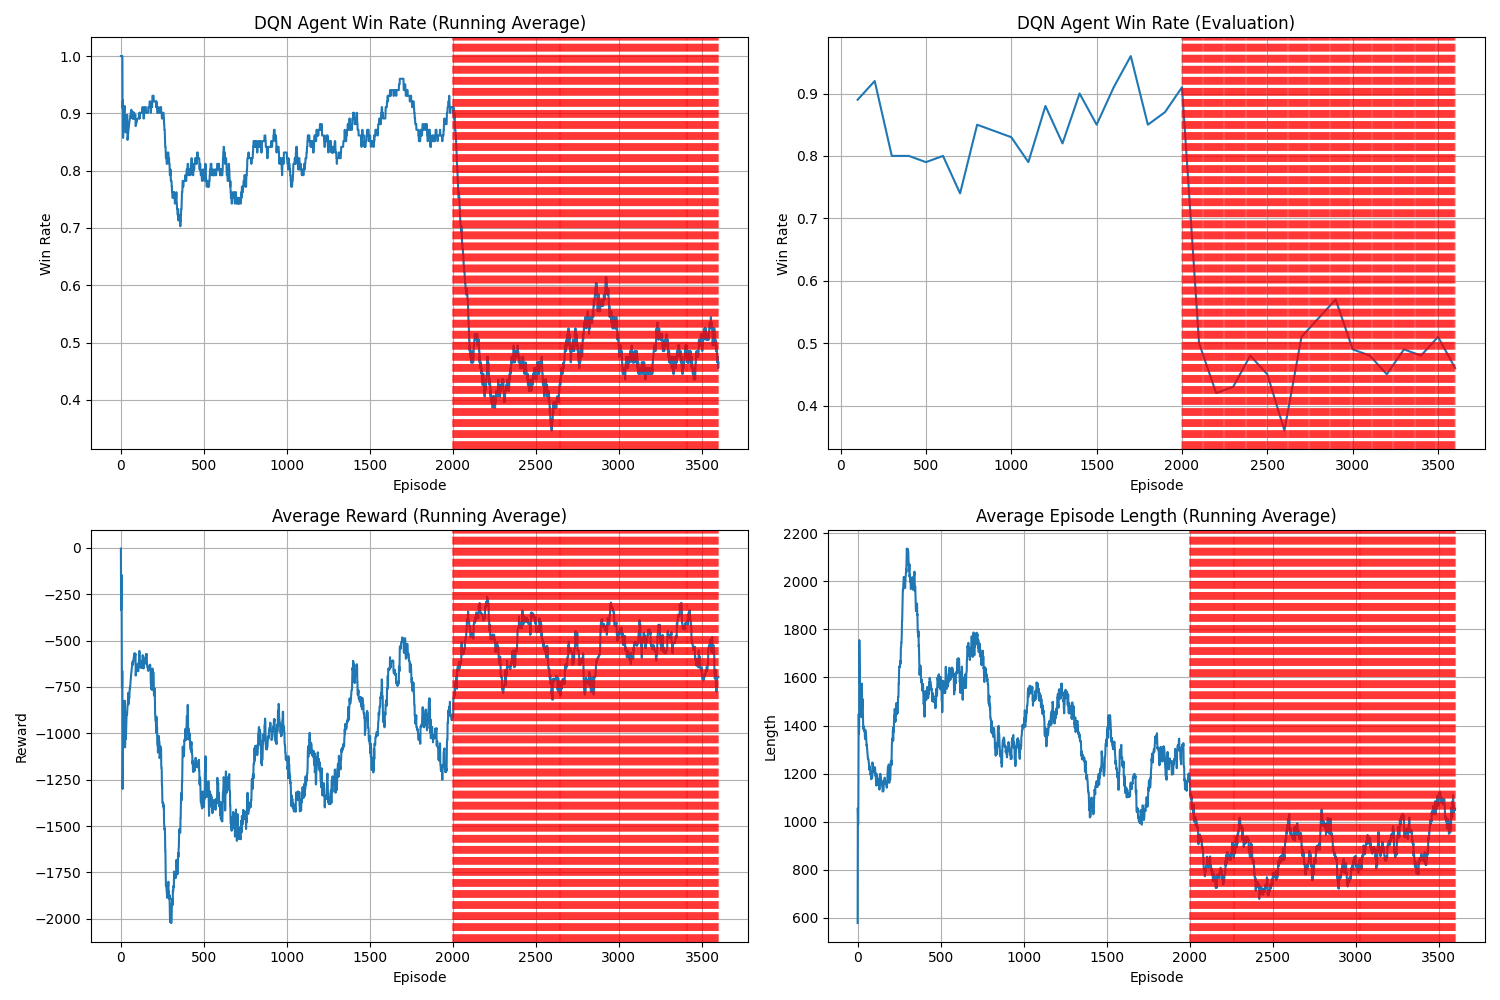 DQN Agent Win Rate (Running Average)
Win Rate
1.0
0.9
0.8
0.7
0.6
0.5
0.4
0 500 1000 1500 2000 2500 3000 3500
Episode
DQN Agent Win Rate (Evaluation)
Win Rate
0.9
0.8
0.7
0.6
0.5
0.4
0 500 1000 1500 2000 2500 3000 3500
Episode
Average Reward (Running Average)
Reward
0
−250
−500
−750
−1000
−1250
−1500
−1750
−2000
0 500 1000 1500 2000 2500 3000 3500
Episode
Average Episode Length (Running Average)
Length
2200
2000
1800
1600
1400
1200
1000
800
600
0 500 1000 1500 2000 2500 3000 3500
Episode